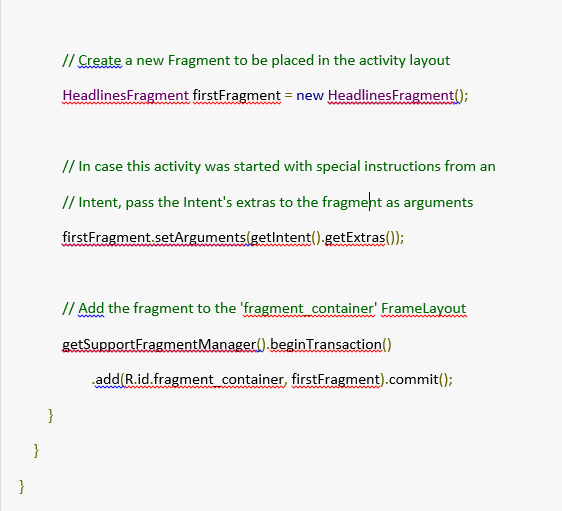 // Create a new Fragment to be placed in the activity layout
HeadlinesFragment firstFragment = new HeadlinesFragment();
// In case this activity was started with special instructions from an
// Intent, pass the Intent's extras to the fragment as arguments
firstFragment.setArguments(getIntent().getExtras());
// Add the fragment to the 'fragment_container' FrameLayout
getSupportFragmentManager().beginTransaction()
.add(R.id.fragment_container, firstFragment).commit();
}
}
}